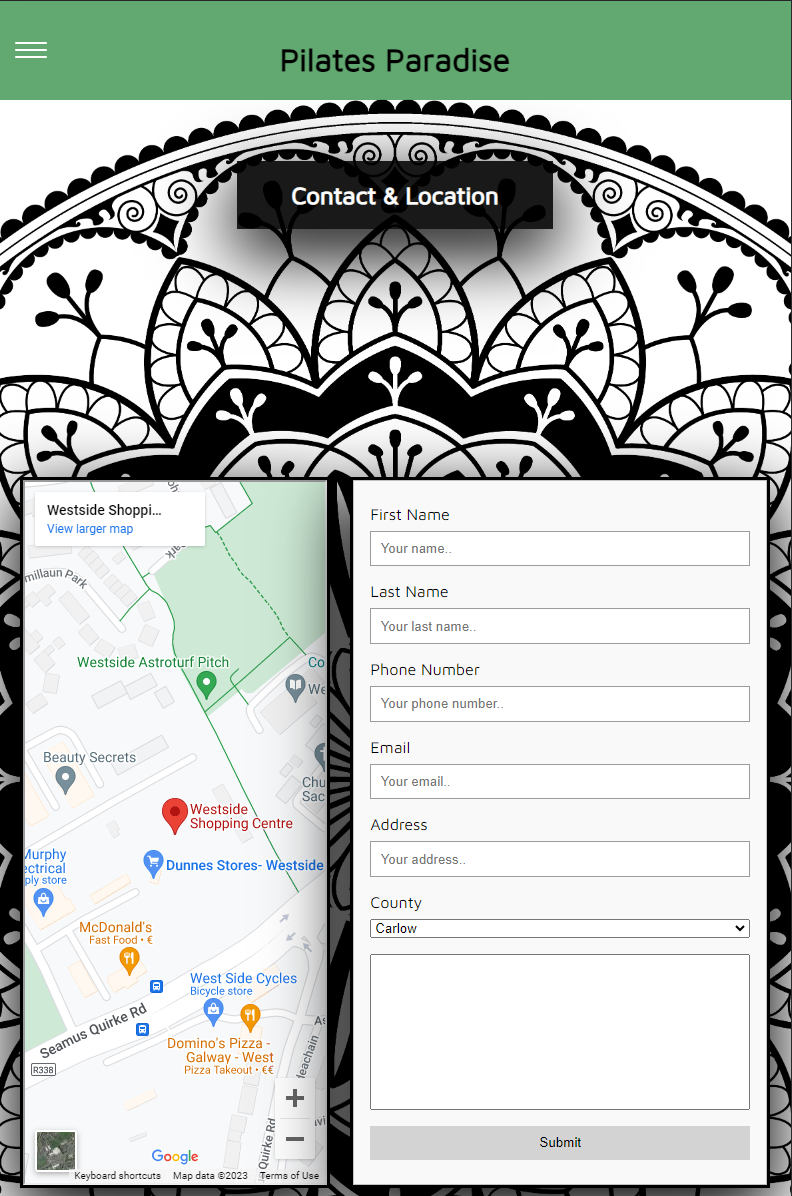 Pilates Paradise
Contact & Location
Westside Shoppi…
View larger map
millaun Park
Westside Astroturf Pitch
Co
We
Beauty Secrets
Chu
Sac
Westside
Shopping Centre
Murphy
ectrical
ply store
Dunnes Stores- Westside
McDonald's
Fast Food • €
West Side Cycles
Bicycle store
Seamus Quirke Rd
As
Domino's Pizza -
Galway - West
Pizza Takeout • €€
R338
Quirke Rd
Google
Keyboard shortcuts Map data ©2023 Terms of Use
First Name
Your name..
Last Name
Your last name..
Phone Number
Your phone number..
Email
Your email..
Address
Your address..
County
Carlow
Submit